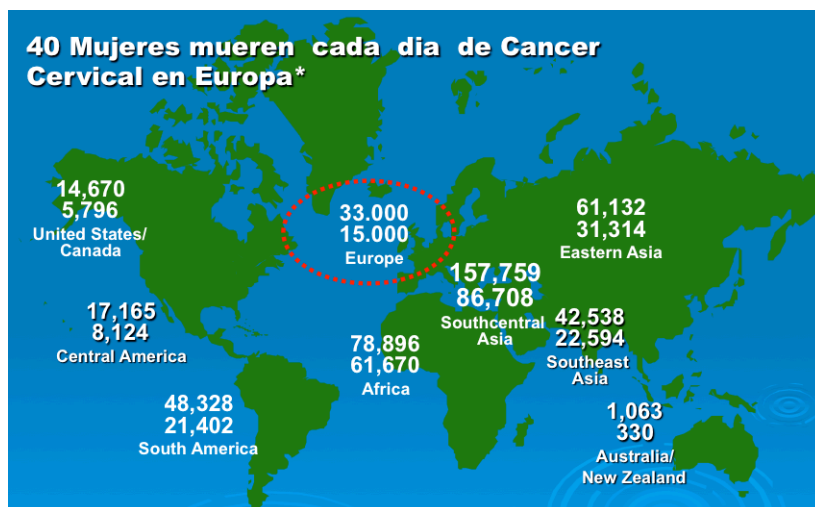 40 Mujeres mueren cada dia de Cancer
Cervical en Europa*
14,670
5,796
United States/
Canada
33.000
15.000
Europe
61,132
31,314
Eastern Asia
157,759
86,708
Southcentral
Asia
17,165
8,124
Central America
42,538
22,594
Southeast
Asia
78,896
61,670
Africa
48,328
21,402
South America
1,063
330
Australia/
New Zealand